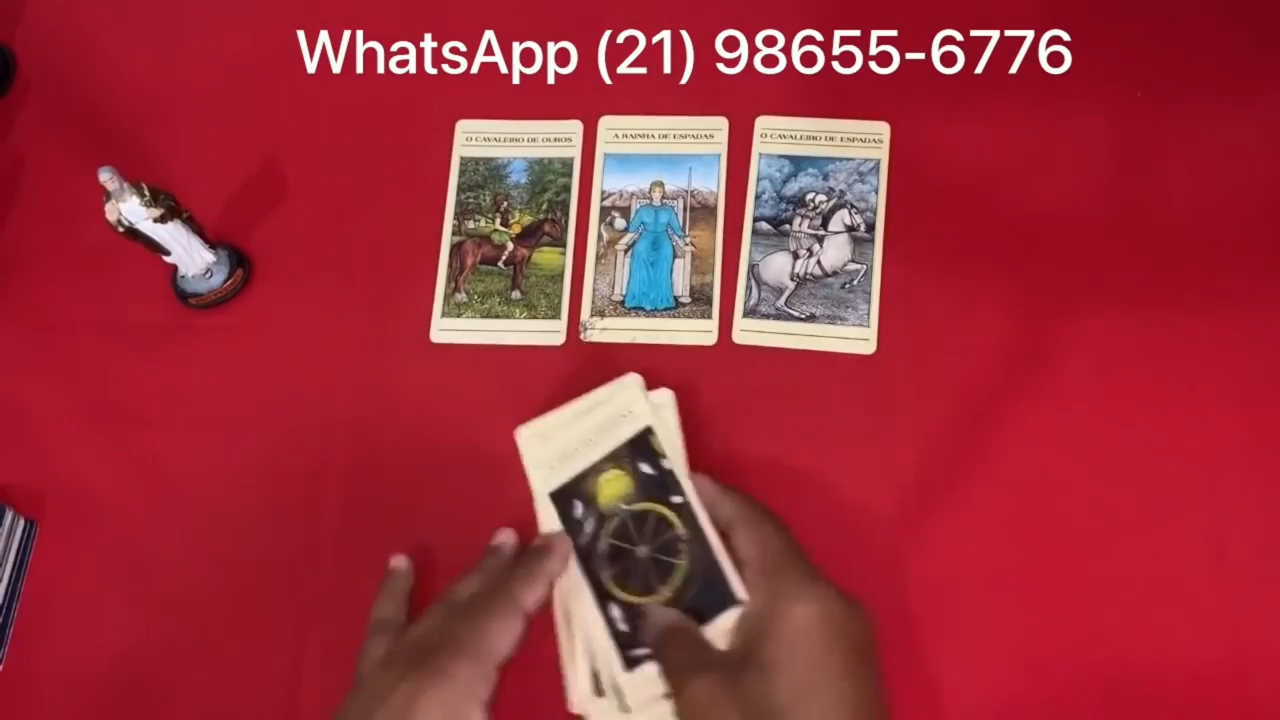 WhatsApp (21) 98655-6776
O CAVALEIRO DE OUROS
A RAINHA DE ESPADAS
O CAVALEIRO DE ESPADAS